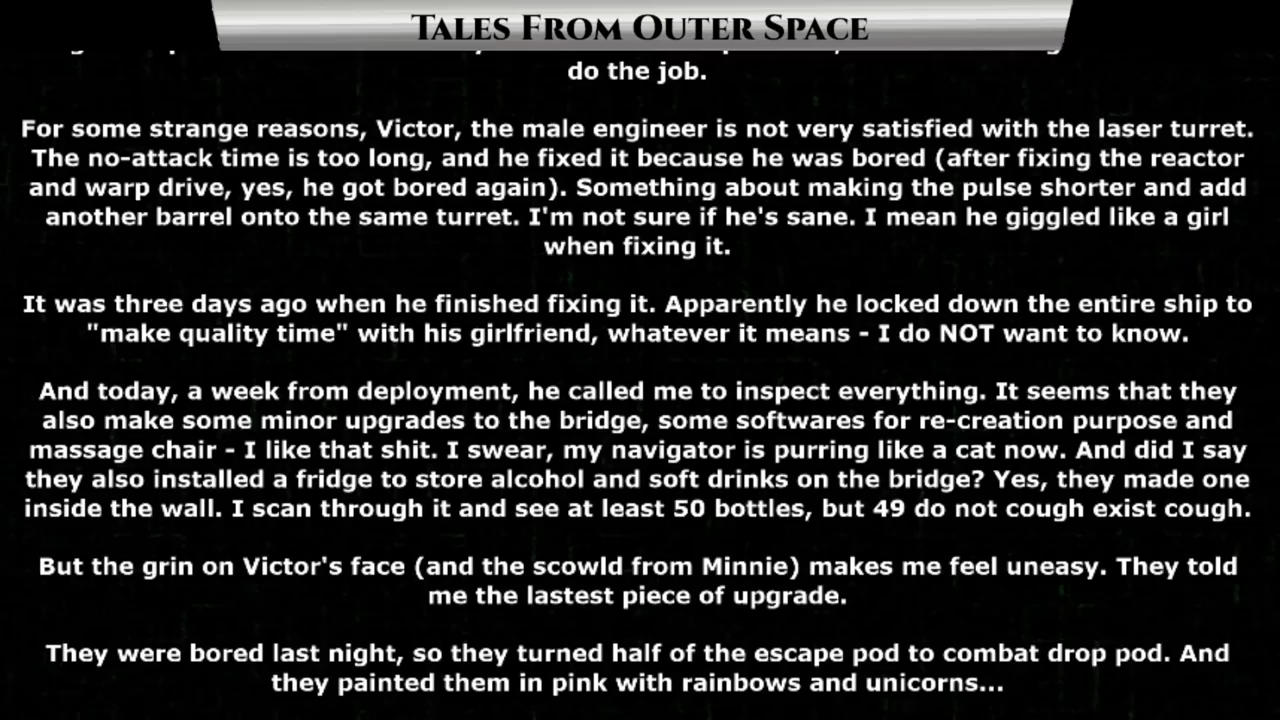 Tales From Outer Space
do the job.
For some strange reasons, Victor, the male engineer is not very satisfied with the laser turret.
The no-attack time is too long, and he fixed it because he was bored (after fixing the reactor
and warp drive, yes, he got bored again). Something about making the pulse shorter and add
another barrel onto the same turret. I'm not sure if he's sane. I mean he giggled like a girl
when fixing it.
It was three days ago when he finished fixing it. Apparently he locked down the entire ship to
"make quality time" with his girlfriend, whatever it means - I do NOT want to know.
And today, a week from deployment, he called me to inspect everything. It seems that they
also make some minor upgrades to the bridge, some softwares for re-creation purpose and
massage chair - I like that shit. I swear, my navigator is purring like a cat now. And did I say
they also installed a fridge to store alcohol and soft drinks on the bridge? Yes, they made one
inside the wall. I scan through it and see at least 50 bottles, but 49 do not cough exist cough.
But the grin on Victor's face (and the scowld from Minnie) makes me feel uneasy. They told
me the lastest piece of upgrade.
They were bored last night, so they turned half of the escape pod to combat drop pod. And
they painted them in pink with rainbows and unicorns...